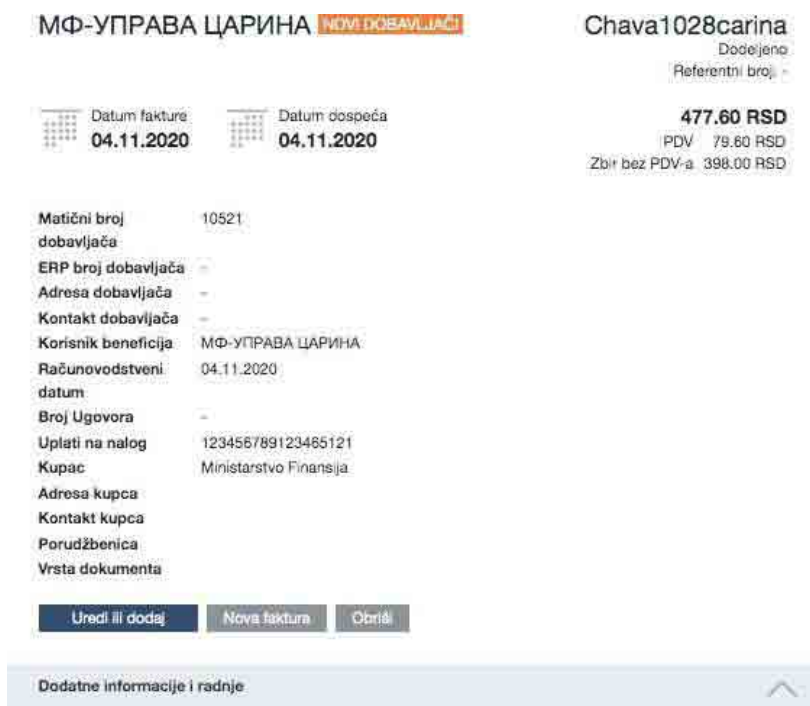 МФ-УПРАВА ЦАРИНА NOVI DOBAVLJAČI
Chava1028carina
Dodeljeno
Referentni broj: -
Datum fakture
04.11.2020
Datum dospeća
04.11.2020
477.60 RSD
PDV 79.60 RSD
Zbir bez PDV-a 398.00 RSD
Matični broj
dobavljača
10521
ERP broj dobavljača -
Adresa dobavljača -
Kontakt dobavljača -
Korisnik beneficija МФ-УПРАВА ЦАРИНА
Računovodstveni
datum
04.11.2020
Broj Ugovora -
Uplati na nalog 123456789123465121
Kupac Ministarstvo Finansija
Adresa kupca
Kontakt kupca
Porudžbenica
Vrsta dokumenta
Uredi ili dodaj Nova faktura Obriši
Dodatne informacije i radnje